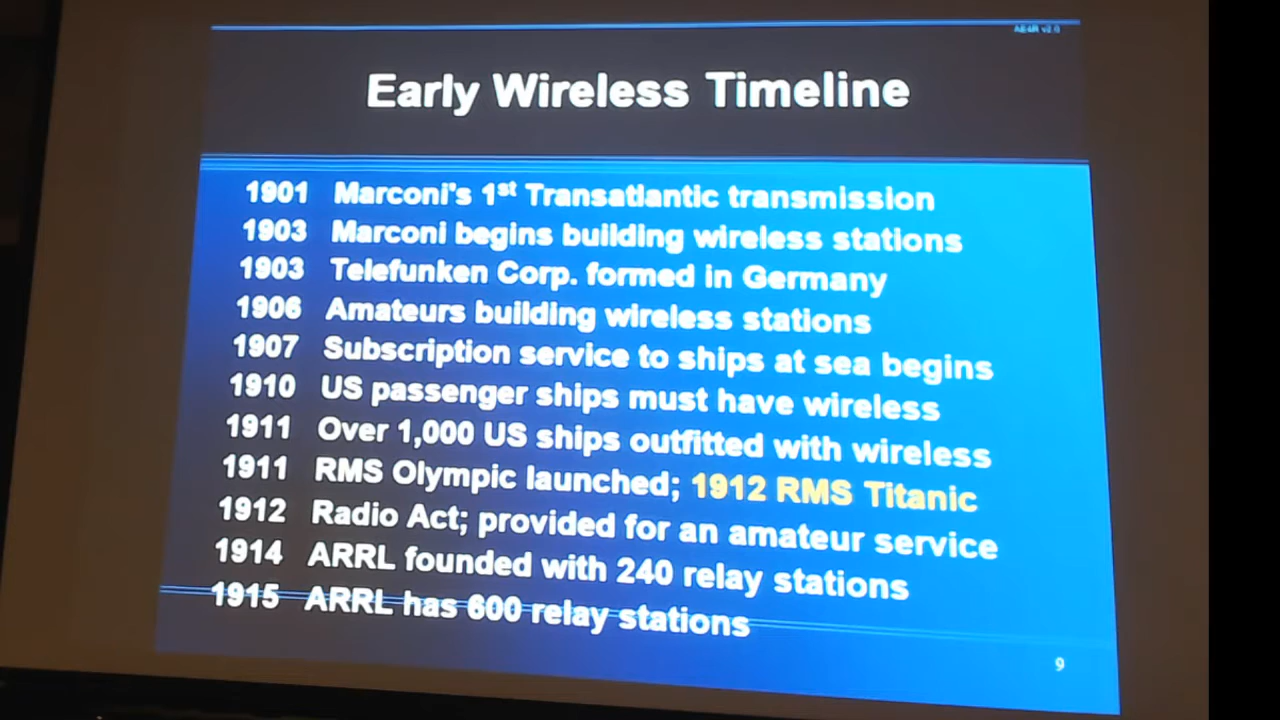 AE4R v2.0
Early Wireless Timeline
1901 Marconi's 1st Transatlantic transmission
1903 Marconi begins building wireless stations
1903 Telefunken Corp. formed in Germany
1906 Amateurs building wireless stations
1907 Subscription service to ships at sea begins
1910 US passenger ships must have wireless
1911 Over 1,000 US ships outfitted with wireless
1911 RMS Olympic launched; 1912 RMS Titanic
1912 Radio Act; provided for an amateur service
1914 ARRL founded with 240 relay stations
1915 ARRL has 600 relay stations
9